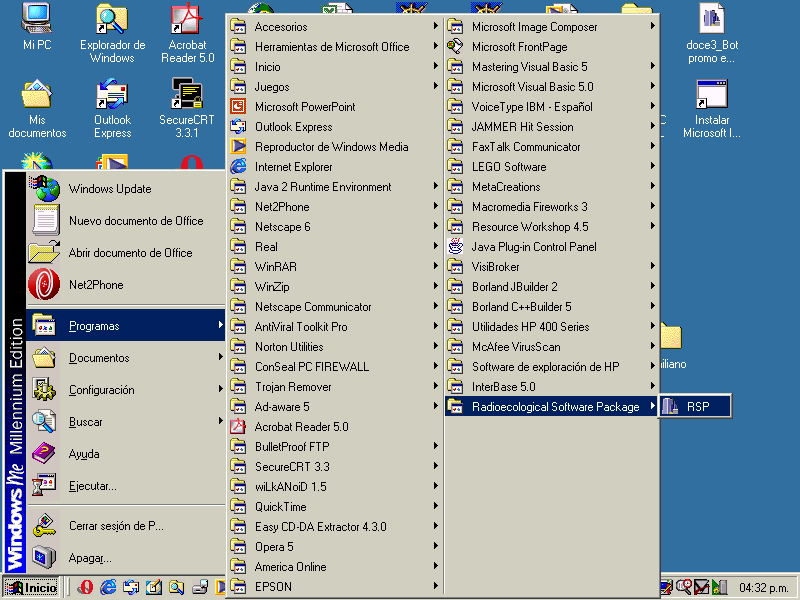 Mi PC
Explorador de
Windows
Acrobat
Reader 5.0
Mis
documentos
Outlook
Express
SecureCRT
3.3.1
doce3_Bot
promo e...
Instalar
Microsoft I...
Windows Update
Nuevo documento de Office
Abrir documento de Office
Net2Phone
Programas
Documentos
Configuración
Buscar
Ayuda
Ejecutar...
Cerrar sesión de P...
Apagar...
Windows Me Millennium Edition
Accesorios
Herramientas de Microsoft Office
Inicio
Juegos
Microsoft PowerPoint
Outlook Express
Reproductor de Windows Media
Internet Explorer
Java 2 Runtime Environment
Net2Phone
Netscape 6
Real
WinRAR
WinZip
Netscape Communicator
AntiViral Toolkit Pro
Norton Utilities
ConSeal PC FIREWALL
Trojan Remover
Ad-aware 5
Acrobat Reader 5.0
BulletProof FTP
SecureCRT 3.3
wiLkANoiD 1.5
QuickTime
Easy CD-DA Extractor 4.3.0
Opera 5
America Online
EPSON
Microsoft Image Composer
Microsoft FrontPage
Mastering Visual Basic 5
Microsoft Visual Basic 5.0
VoiceType IBM - Español
JAMMER Hit Session
FaxTalk Communicator
LEGO Software
MetaCreations
Macromedia Fireworks 3
Resource Workshop 4.5
Java Plug-in Control Panel
VisiBroker
Borland JBuilder 2
Borland C++Builder 5
Utilidades HP 400 Series
McAfee VirusScan
Software de exploración de HP
InterBase 5.0
Radioecological Software Package
RSP
Inicio
04:32 p.m.